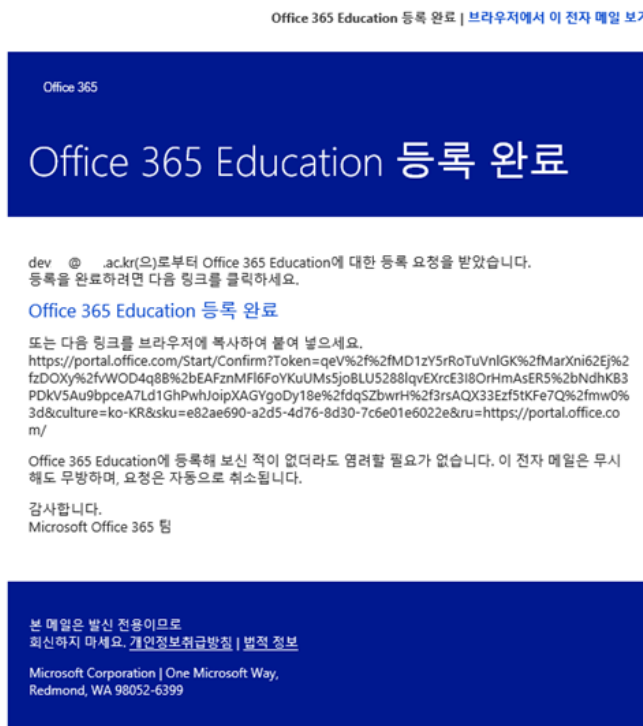 Office 365 Education 등록 완료 | 브라우저에서 이 전자 메일 보기
Office 365
Office 365 Education 등록 완료
dev @ .ac.kr(으)로부터 Office 365 Education에 대한 등록 요청을 받았습니다.
등록을 완료하려면 다음 링크를 클릭하세요.
Office 365 Education 등록 완료
또는 다음 링크를 브라우저에 복사하여 붙여 넣으세요.
https://portal.office.com/Start/Confirm?Token=qeV%2f%2fMD1zY5rRoTuVnlGK%2fMarXni62Ej%2
fzDOXy%2fvWOD4q8B%2bEAFznMFl6FoYKuUMs5joBLU5288lqvEXrcE3I8OrHmAsER5%2bNdhKB3
PDkV5Au9bpceA7Ld1GhPwhJoipXAGYgoDy18e%2fdqSZbwrH%2f3rsAQX33Ezf5tKFe7Q%2fmw0%
3d&culture=ko-KR&sku=e82ae690-a2d5-4d76-8d30-7c6e01e6022e&ru=https://portal.office.co
m/
Office 365 Education에 등록해 보신 적이 없더라도 염려할 필요가 없습니다. 이 전자 메일은 무시
해도 무방하며, 요청은 자동으로 취소됩니다.
감사합니다.
Microsoft Office 365 팀
본 메일은 발신 전용이므로
회신하지 마세요. 개인정보취급방침 | 법적 정보
Microsoft Corporation | One Microsoft Way,
Redmond, WA 98052-6399